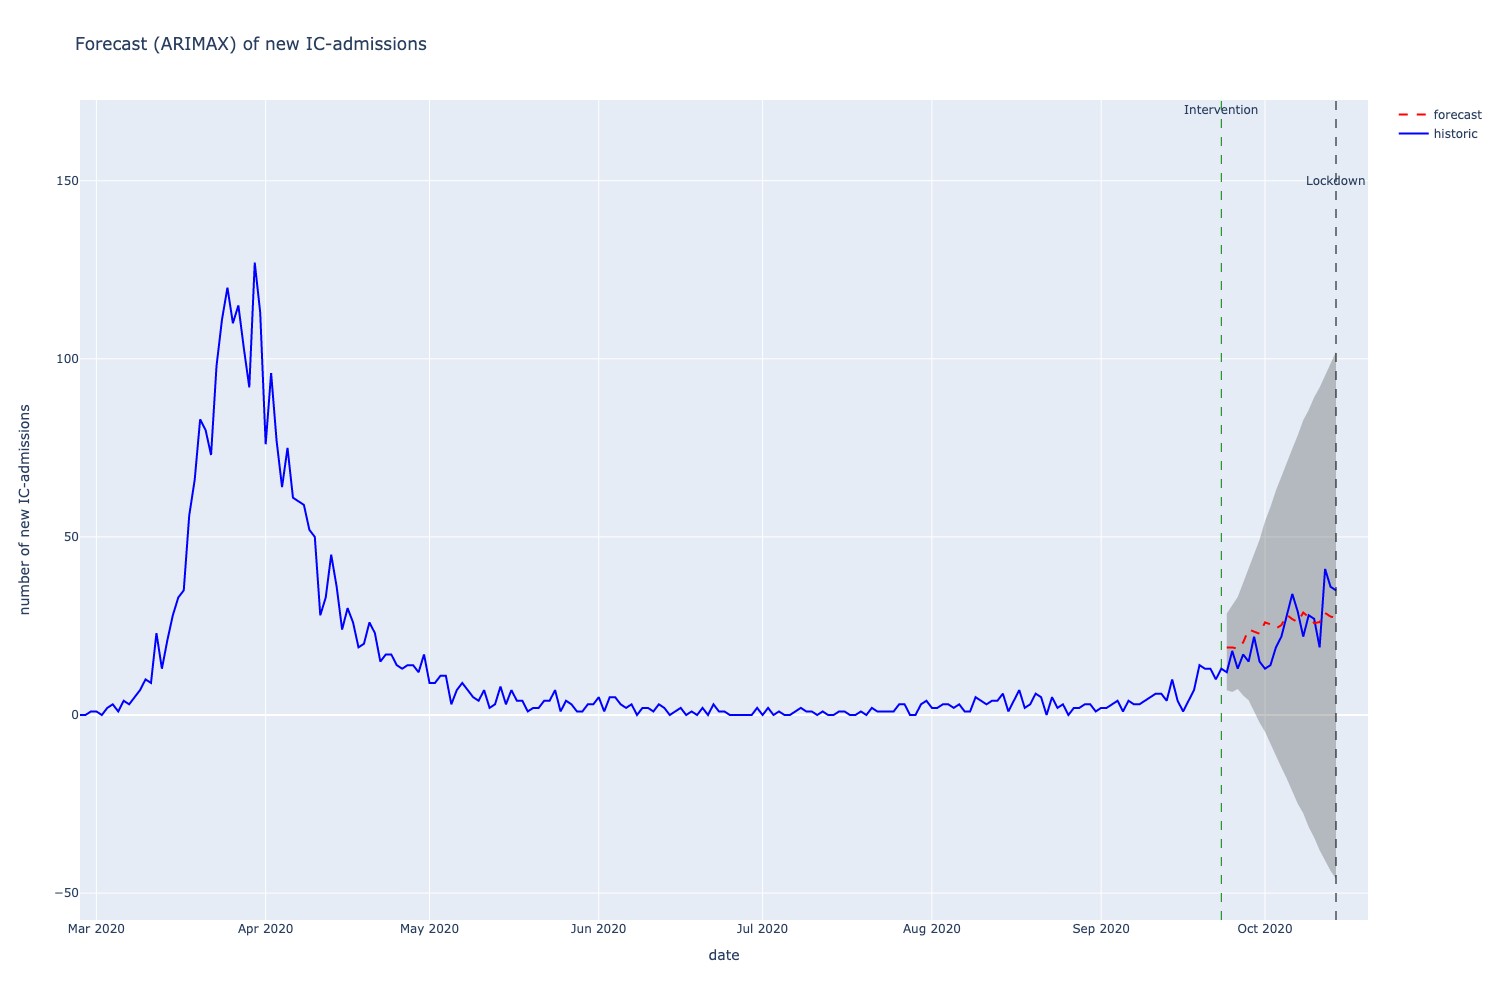 Forecast (ARIMAX) of new IC-admissions
Intervention
forecast
historic
Lockdown
150
100
50
0
−50
number of new IC-admissions
Mar 2020
Apr 2020
May 2020
Jun 2020
Jul 2020
Aug 2020
Sep 2020
Oct 2020
date